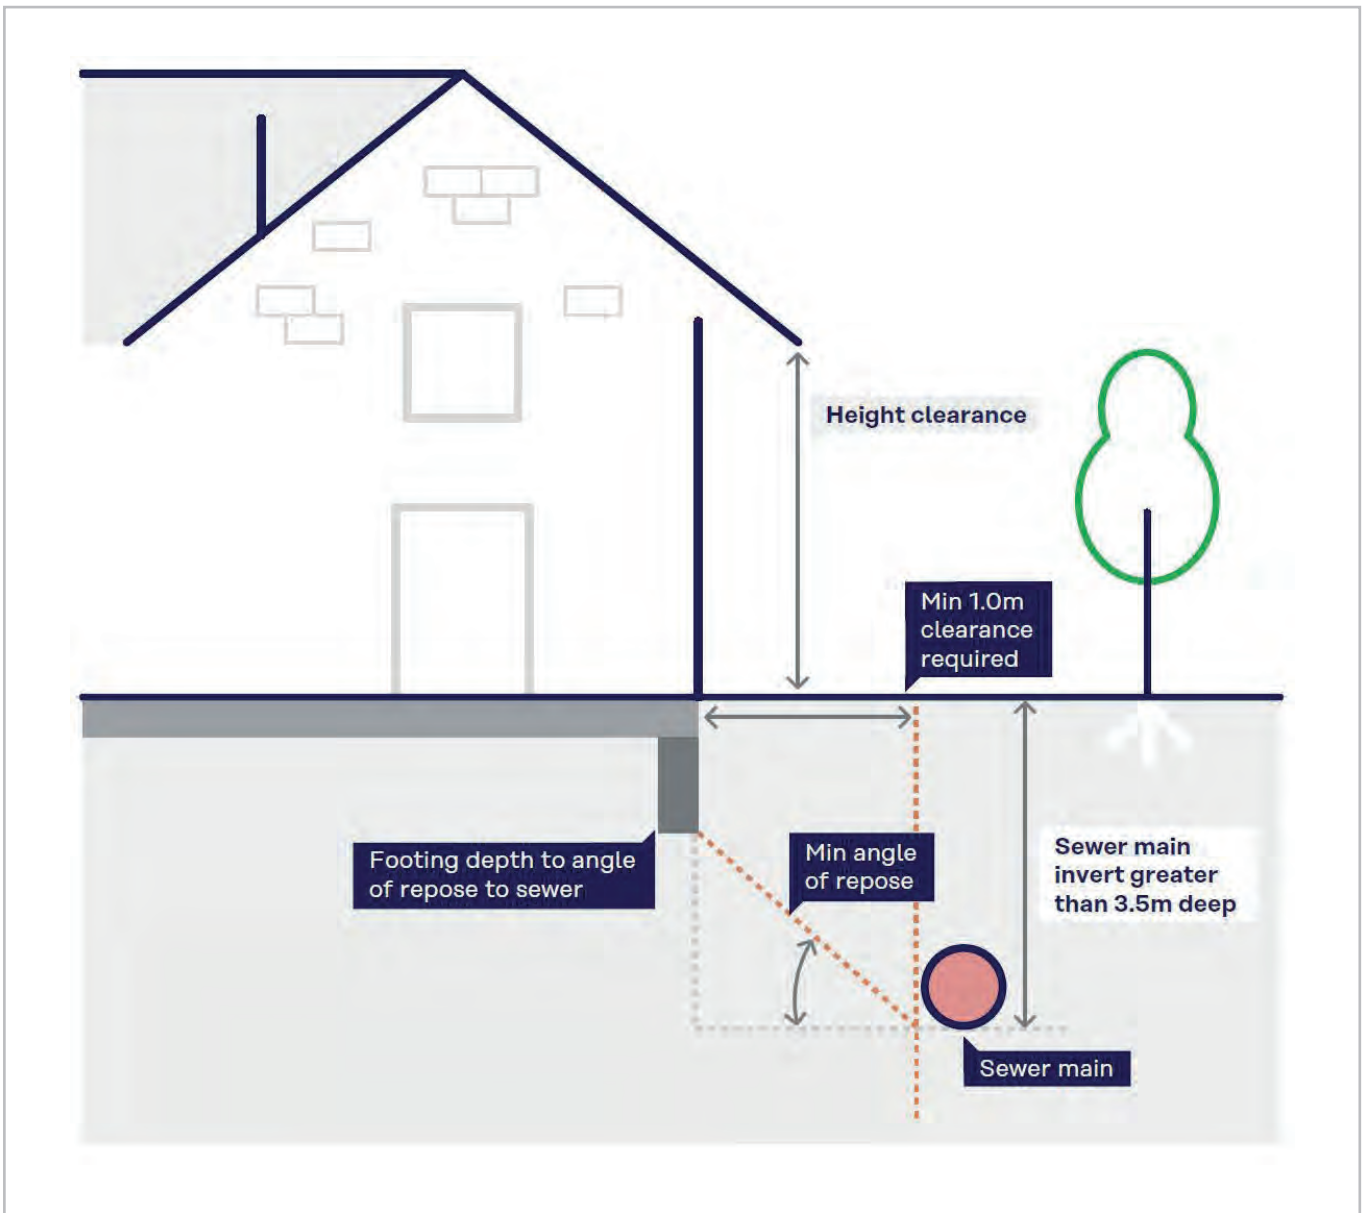 Height clearance
Min 1.0m
clearance
required
Footing depth to angle
of repose to sewer
Min angle
of repose
Sewer main
invert greater
than 3.5m deep
Sewer main